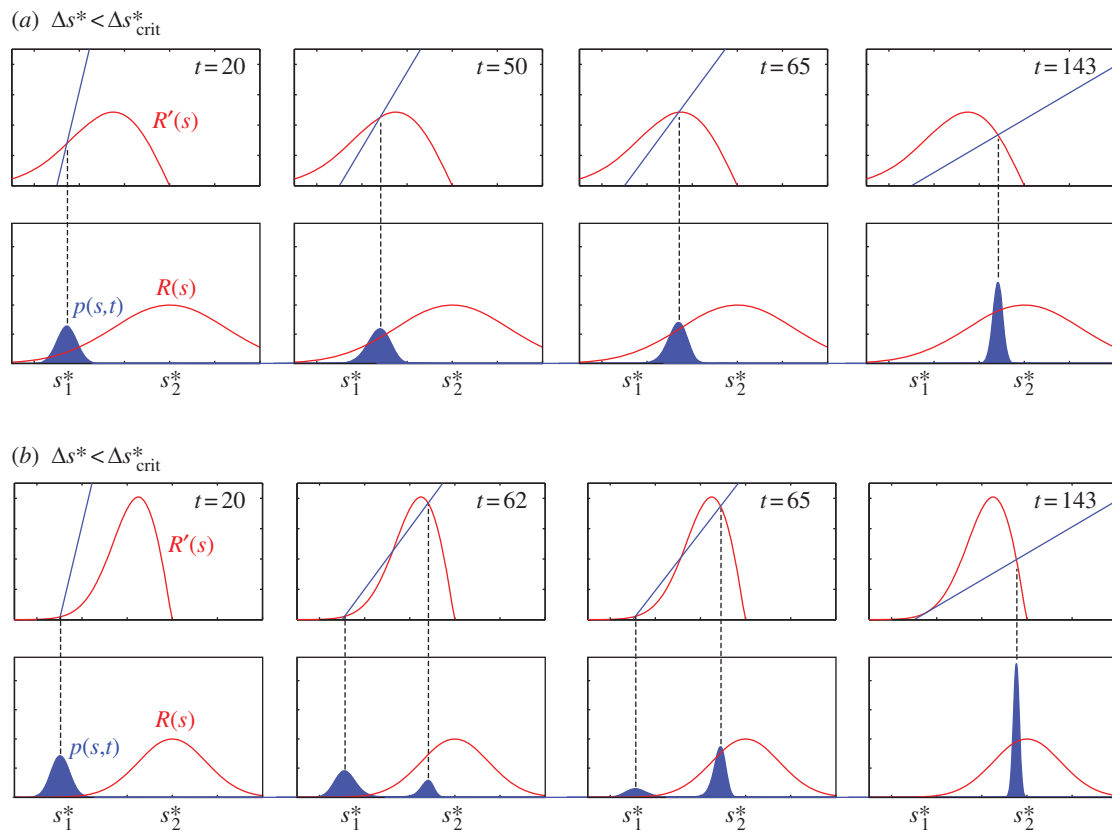 (a) Δs* < Δs*crit
t=20
t=50
t=65
t=143
R′(s)
p(s,t)
R(s)
s*1 s*2
s*1 s*2
s*1 s*2
s*1 s*2
(b) Δs* < Δs*crit
t=20
t=62
t=65
t=143
R′(s)
R(s)
p(s,t)
s*1 s*2
s*1 s*2
s*1 s*2
s*1 s*2